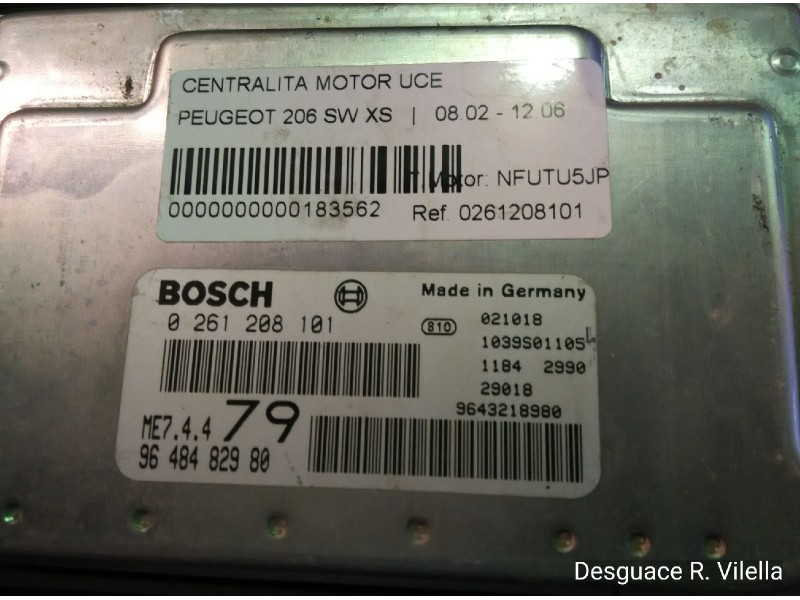 CENTRALITA MOTOR UCE
PEUGEOT 206 SW XS | 08.02 - 12.06
T. Motor: NFUTU5JP
0000000000183562
Ref. 0261208101
BOSCH
Made in Germany
0 261 208 101
810
021018
1039S01105
1184 2990
29018
9643218980
ME7.4.4 79
96 484 829 80
Desguace R. Vilella